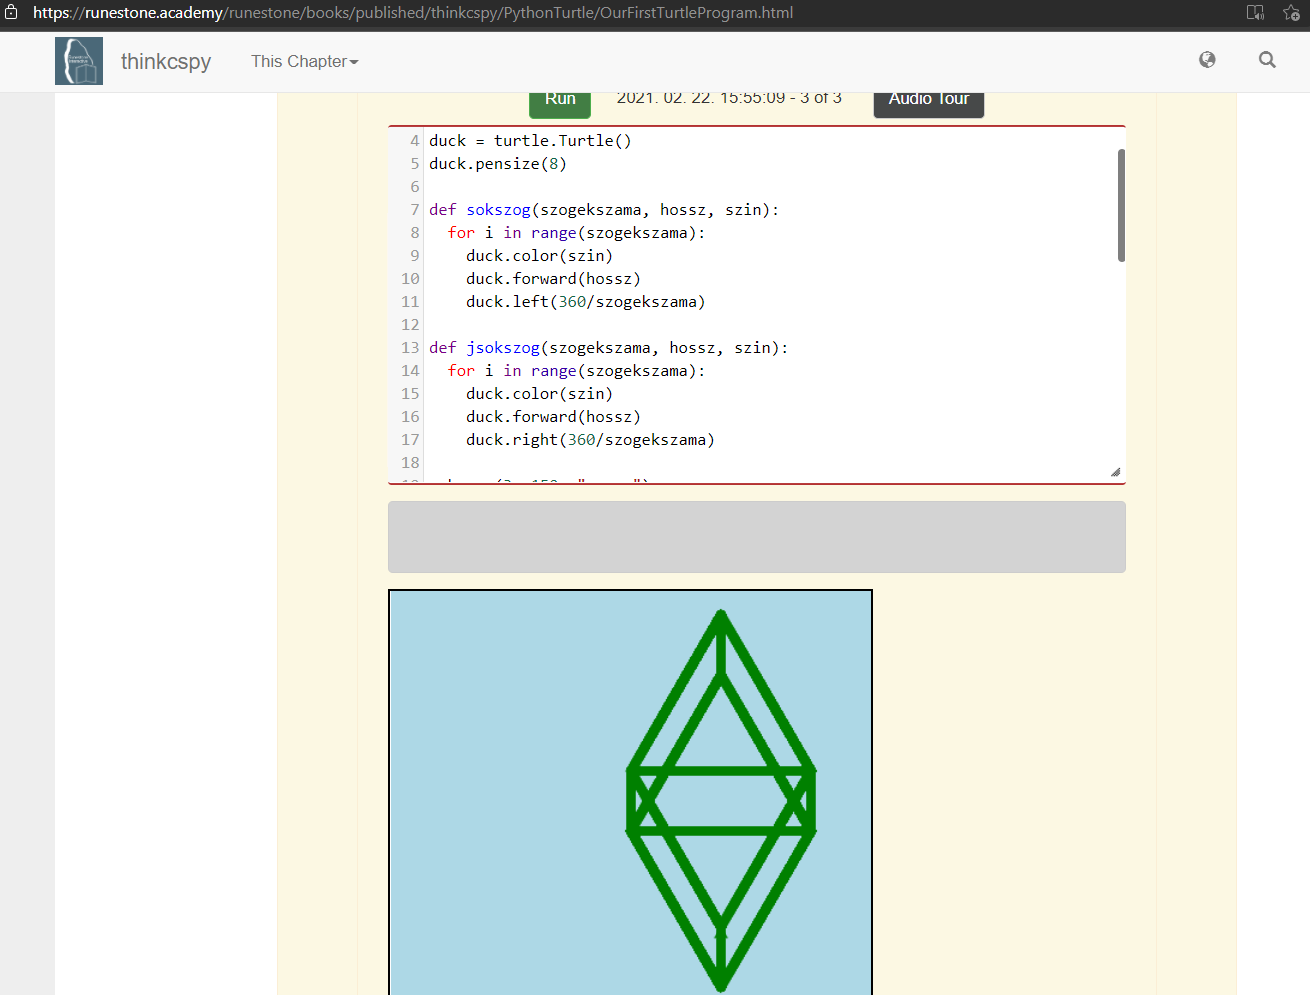 https://runestone.academy/runestone/books/published/thinkcspy/PythonTurtle/OurFirstTurtleProgram.html
thinkcspy This Chapter
Run 2021. 02. 22. 15:55:09 - 3 of 3 Audio Tour
4 duck = turtle.Turtle()
5 duck.pensize(8)
6
7 def sokszog(szogekszama, hossz, szin):
8 for i in range(szogekszama):
9 duck.color(szin)
10 duck.forward(hossz)
11 duck.left(360/szogekszama)
12
13 def jsokszog(szogekszama, hossz, szin):
14 for i in range(szogekszama):
15 duck.color(szin)
16 duck.forward(hossz)
17 duck.right(360/szogekszama)
18